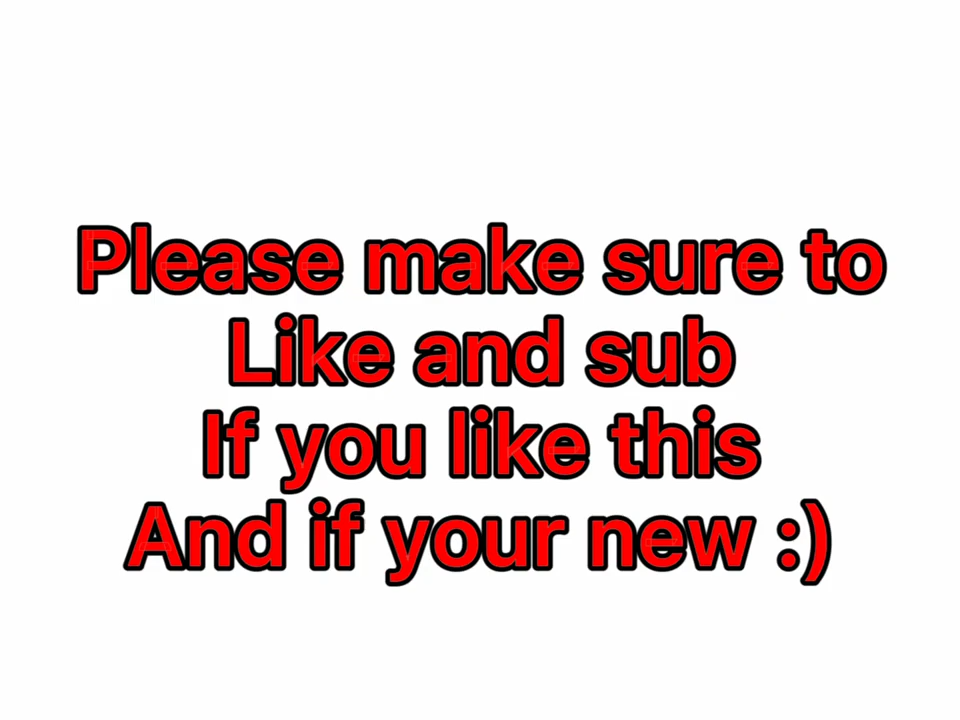 Please make sure to
Like and sub
If you like this
And if your new :)